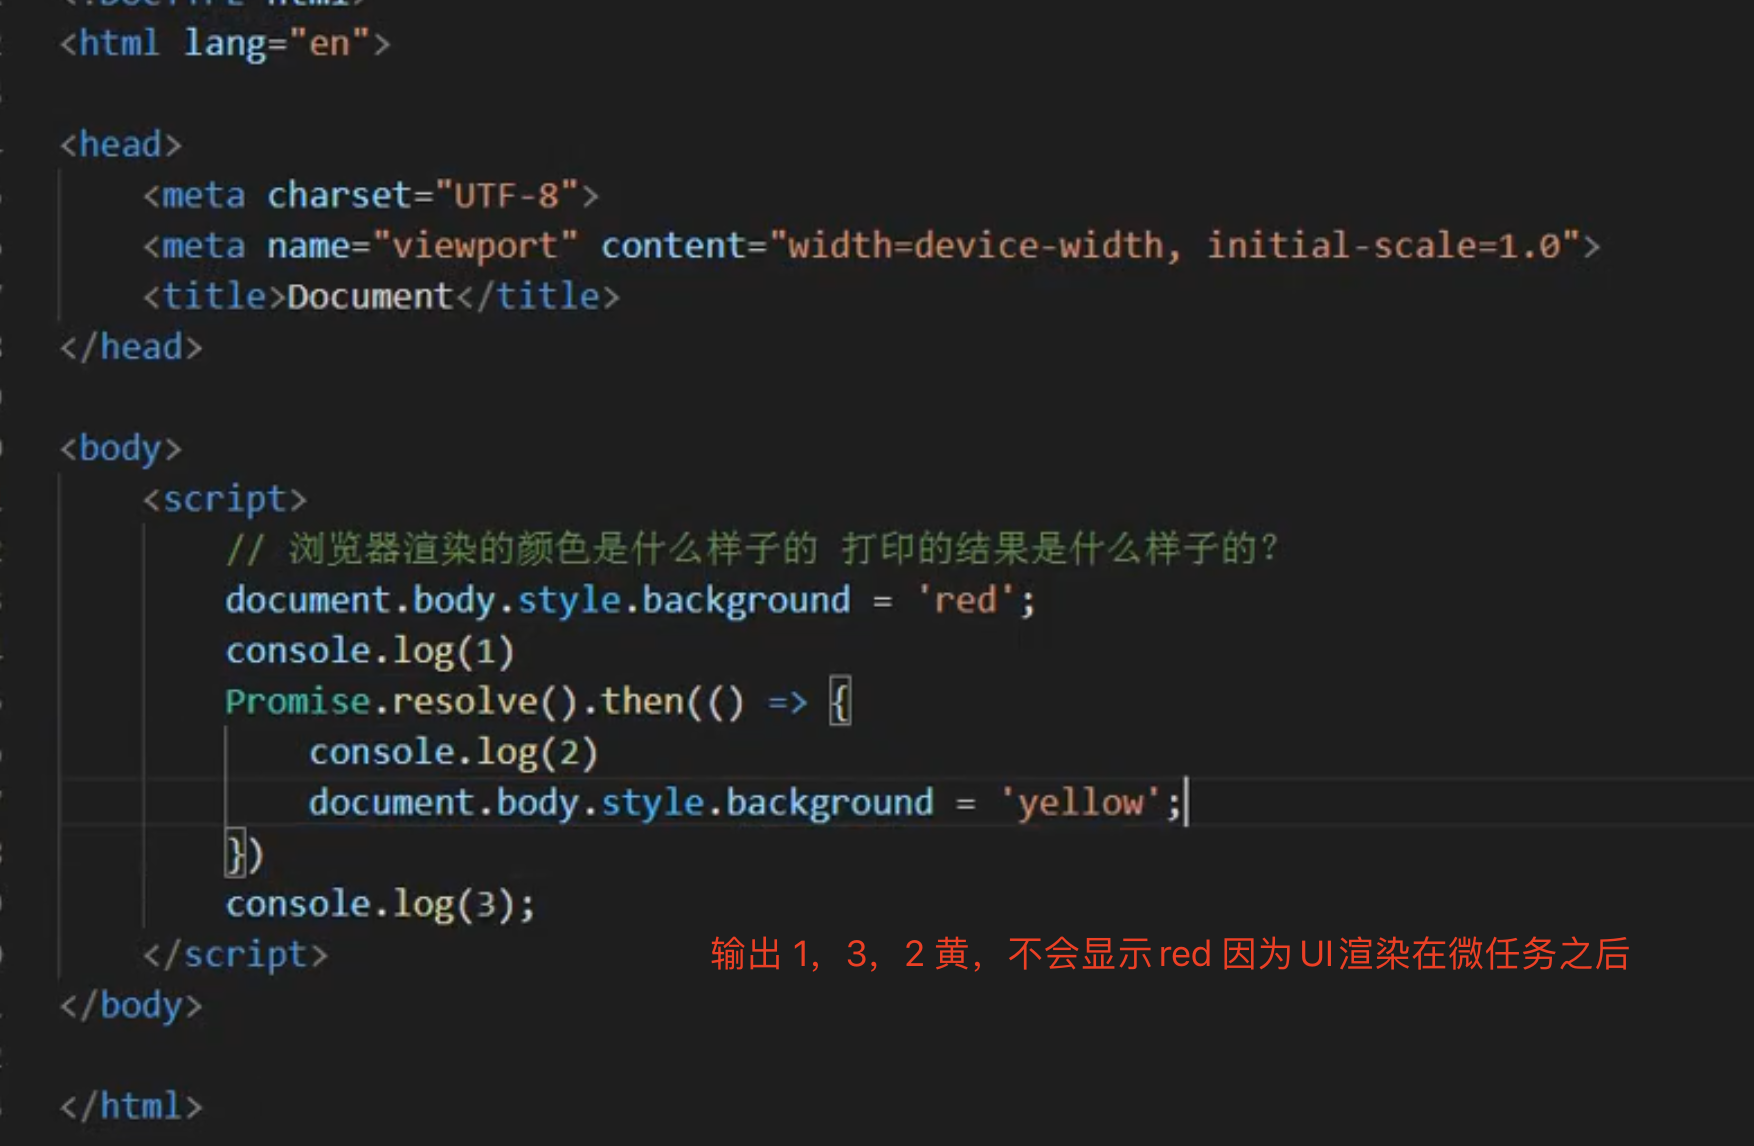 <html lang="en">
<head>
<meta charset="UTF-8">
<meta name="viewport" content="width=device-width, initial-scale=1.0">
<title>Document</title>
</head>
<body>
<script>
// 浏览器渲染的颜色是什么样子的 打印的结果是什么样子的?
document.body.style.background = 'red';
console.log(1)
Promise.resolve().then(() => {
console.log(2)
document.body.style.background = 'yellow';
})
console.log(3);
</script>
输出 1，3，2 黄，不会显示red 因为UI渲染在微任务之后
</body>
</html>